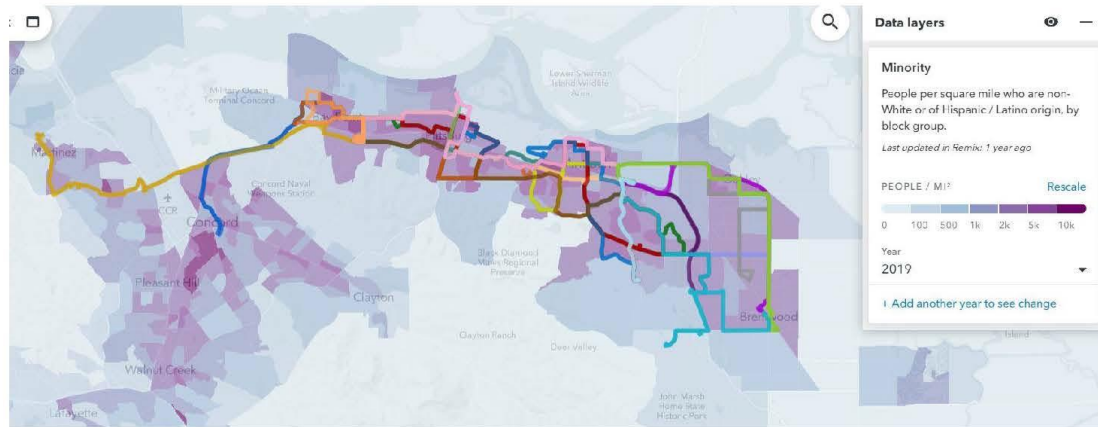 Data layers
Minority
People per square mile who are non-
White or of Hispanic / Latino origin, by
block group.
Last updated in Remix: 1 year ago
PEOPLE / MI²
Rescale
0 100 500 1k 2k 5k 10k
Year
2019
+ Add another year to see change
Military Ocean
Terminal Concord
Lower Sherman
Island Wildlife
Area
Martinez
CCR
Concord Naval
Weapons Station
Concord
Black Diamond
Mines Regional
Preserve
Pleasant Hill
Clayton
Brentwood
Clayton Ranch
Deer Valley
Island
Walnut Creek
John Marsh
Home State
Historic Park
Lafayette